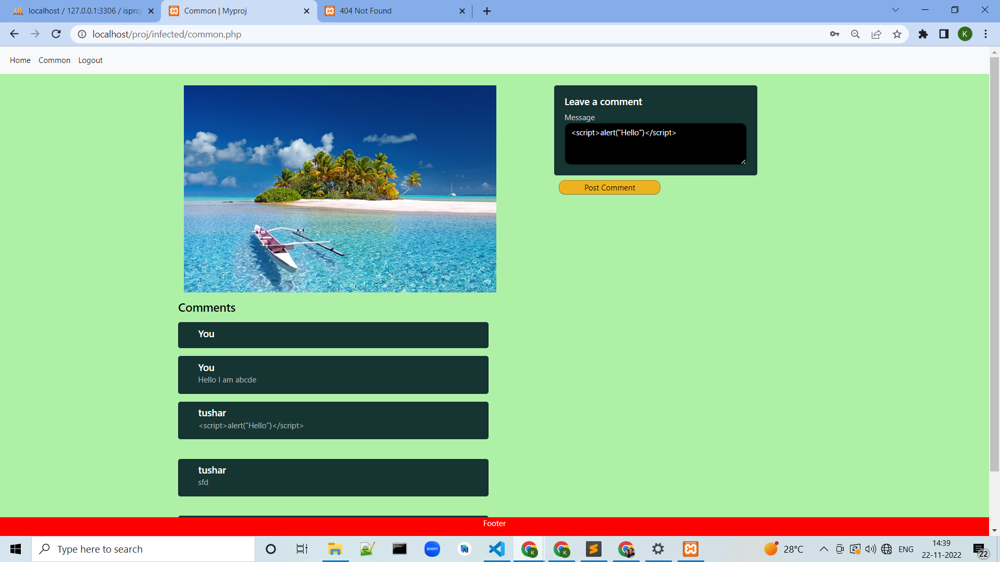 localhost / 127.0.0.1:3306 / isproj
Common | Myproj
404 Not Found
localhost/proj/infected/common.php
K
Home Common Logout
Leave a comment
Message
<script>alert("Hello")</script>
Post Comment
Comments
You
You
Hello I am abcde
tushar
<script>alert("Hello")</script>
tushar
sfd
Footer
Type here to search
zoom
28°C
ENG
14:39
22-11-2022
22